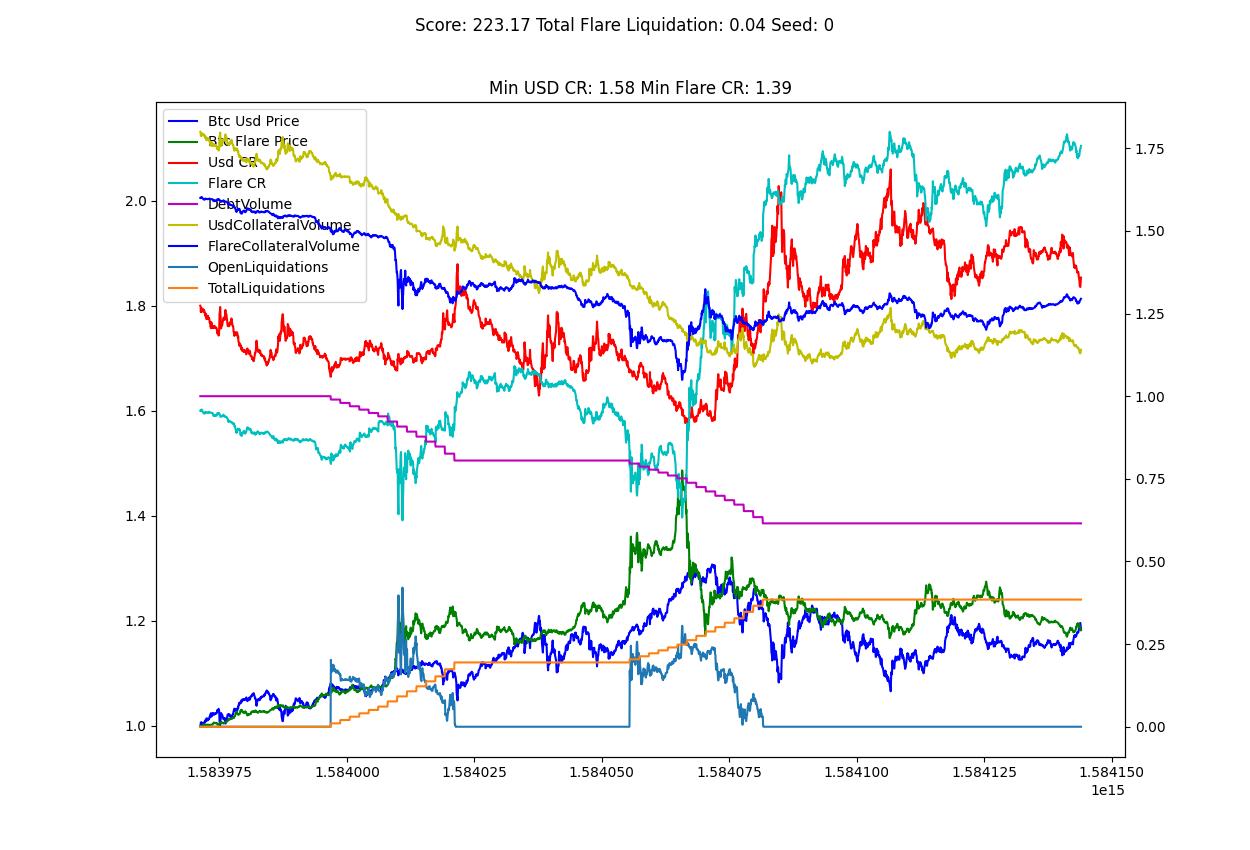 Score: 223.17 Total Flare Liquidation: 0.04 Seed: 0
Min USD CR: 1.58 Min Flare CR: 1.39
Btc Usd Price
Btc Flare Price
Usd CR
Flare CR
DebtVolume
UsdCollateralVolume
FlareCollateralVolume
OpenLiquidations
TotalLiquidations
2.0
1.8
1.6
1.4
1.2
1.0
1.75
1.50
1.25
1.00
0.75
0.50
0.25
0.00
1.583975 1.584000 1.584025 1.584050 1.584075 1.584100 1.584125 1.584150
1e15